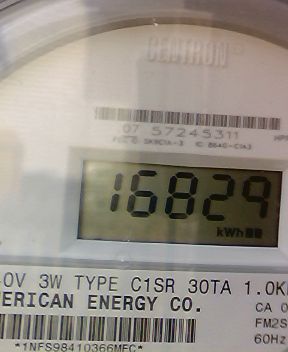 CENTRON
07 57245311
16829
kWh
0V 3W TYPE C1SR 30TA 1.0K
ERICAN ENERGY CO.
CA 0
FM2S
60Hz
*1NFS98410366MEC*